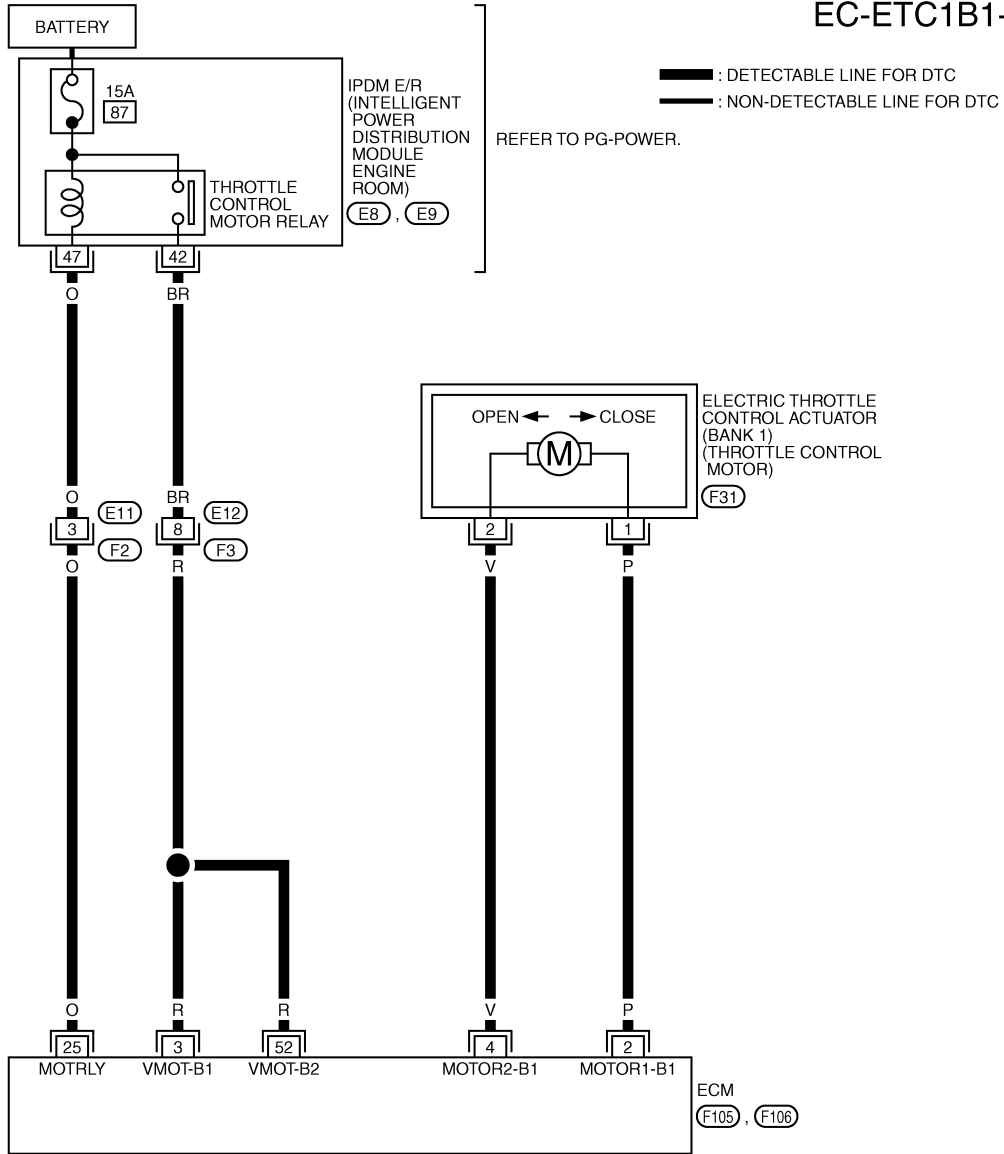 EC-ETC1B1-
BATTERY
15A
87
IPDM E/R
(INTELLIGENT
POWER
DISTRIBUTION
MODULE
ENGINE
ROOM)
E8 , E9
THROTTLE
CONTROL
MOTOR RELAY
REFER TO PG-POWER.
: DETECTABLE LINE FOR DTC
: NON-DETECTABLE LINE FOR DTC
47 42
O BR
OPEN CLOSE
M
ELECTRIC THROTTLE
CONTROL ACTUATOR
(BANK 1)
(THROTTLE CONTROL
MOTOR)
F31
O BR
3 E11 8 E12
F2 F3
O R
2 1
V P
O R R V P
25 3 52 4 2
MOTRLY VMOT-B1 VMOT-B2 MOTOR2-B1 MOTOR1-B1
ECM
F105 , F106